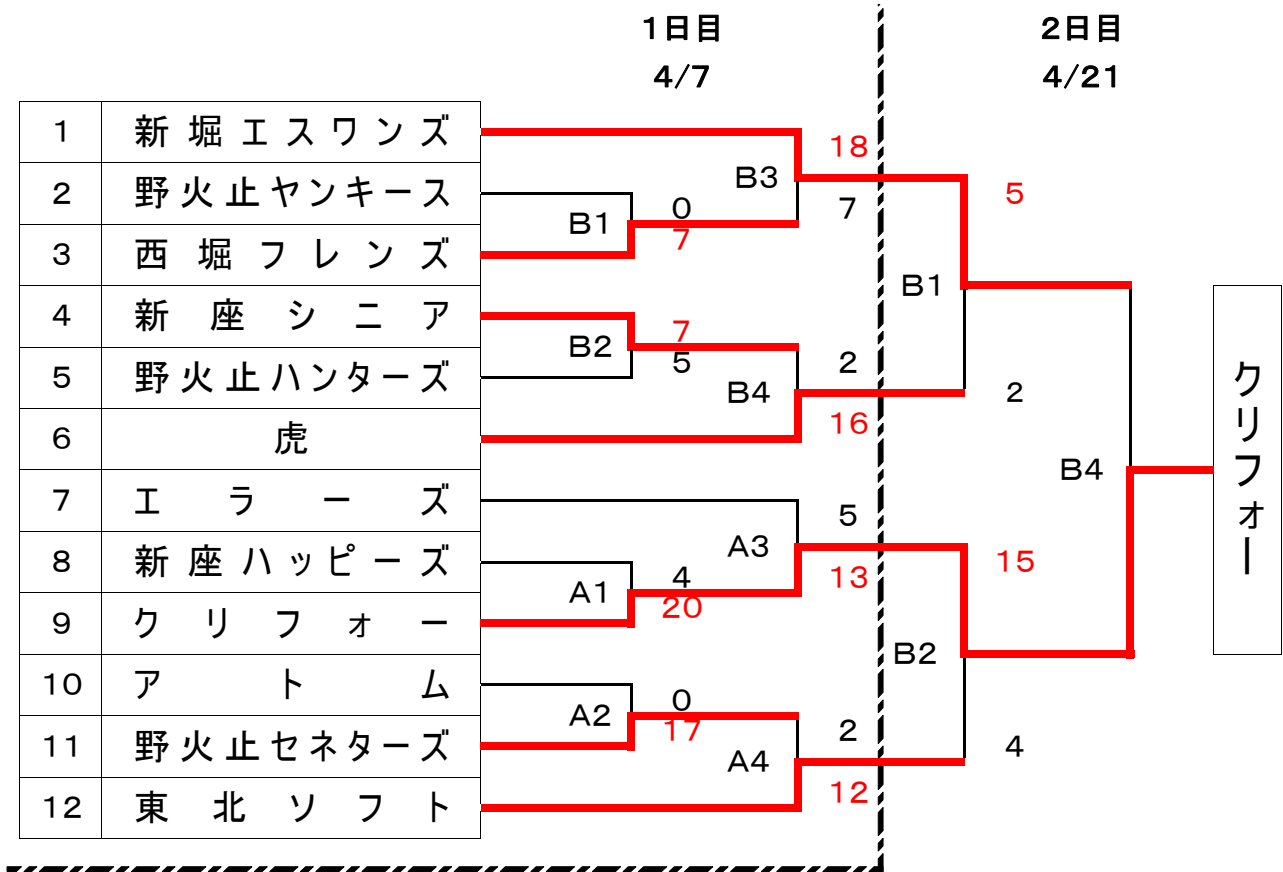 1日目 2日目
4/7 4/21
1 新堀エスワンズ
2 野火止ヤンキース
3 西堀フレンズ
4 新座シニア
5 野火止ハンターズ
6 虎
7 エラーズ
8 新座ハッピーズ
9 クリフォー
10 アトム
11 野火止セネターズ
12 東北ソフト
B1
0
7
B2
7
5
A1
4
20
A2
0
17
B3
18
7
B4
2
16
A3
5
13
A4
2
12
B1
5
2
B2
15
4
B4
クリフォー